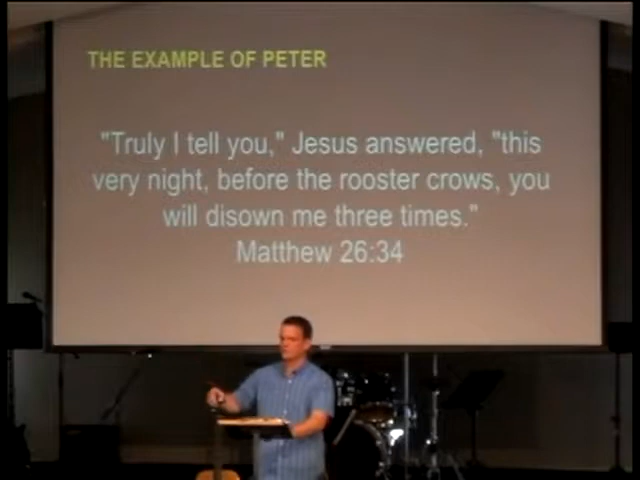 THE EXAMPLE OF PETER
"Truly I tell you," Jesus answered, "this
very night, before the rooster crows, you
will disown me three times."
Matthew 26:34